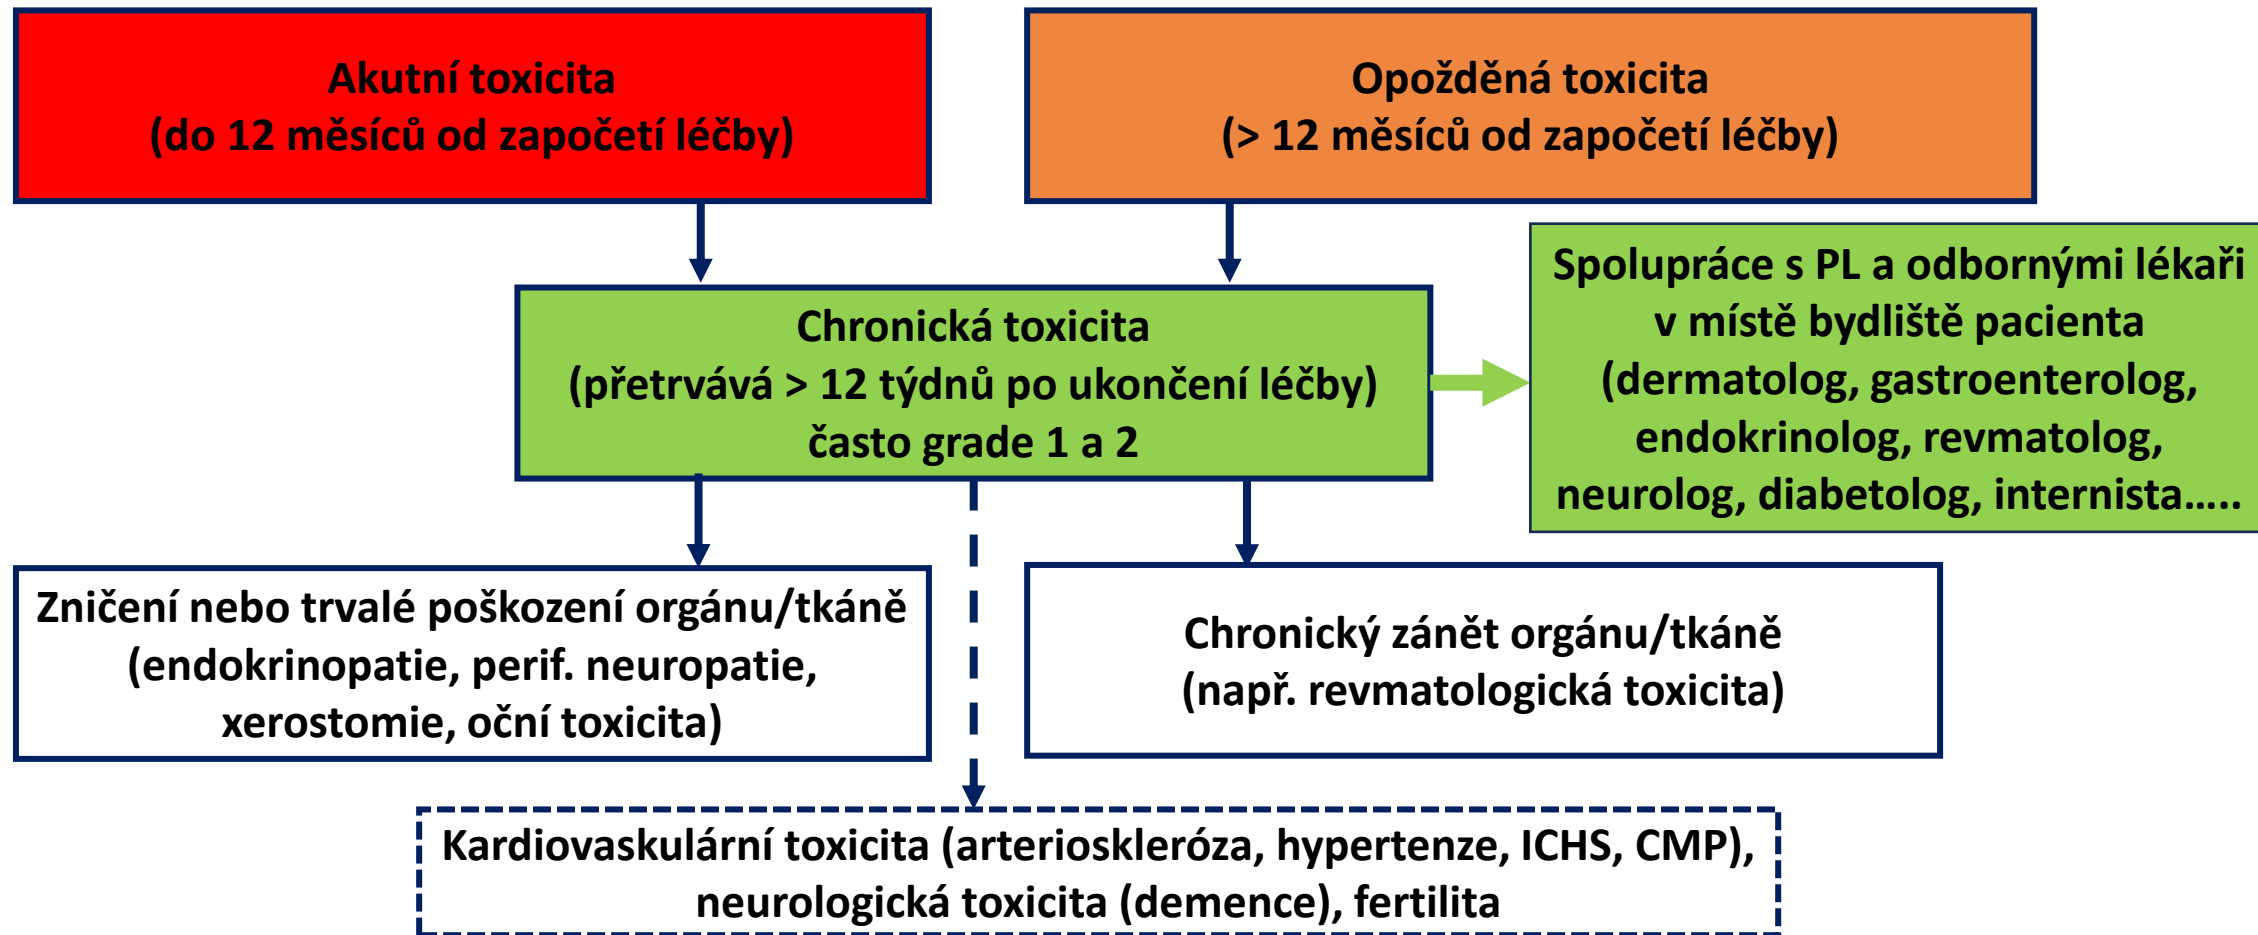 Akutní toxicita
(do 12 měsíců od započetí léčby)
Opožděná toxicita
(> 12 měsíců od započetí léčby)
Chronická toxicita
(přetrvává > 12 týdnů po ukončení léčby)
často grade 1 a 2
Spolupráce s PL a odbornými lékaři
v místě bydliště pacienta
(dermatolog, gastroenterolog,
endokrinolog, revmatolog,
neurolog, diabetolog, internista.....
Zničení nebo trvalé poškození orgánu/tkáně
(endokrinopatie, perif. neuropatie,
xerostomie, oční toxicita)
Chronický zánět orgánu/tkáně
(např. revmatologická toxicita)
Kardiovaskulární toxicita (arterioskleróza, hypertenze, ICHS, CMP),
neurologická toxicita (demence), fertilita